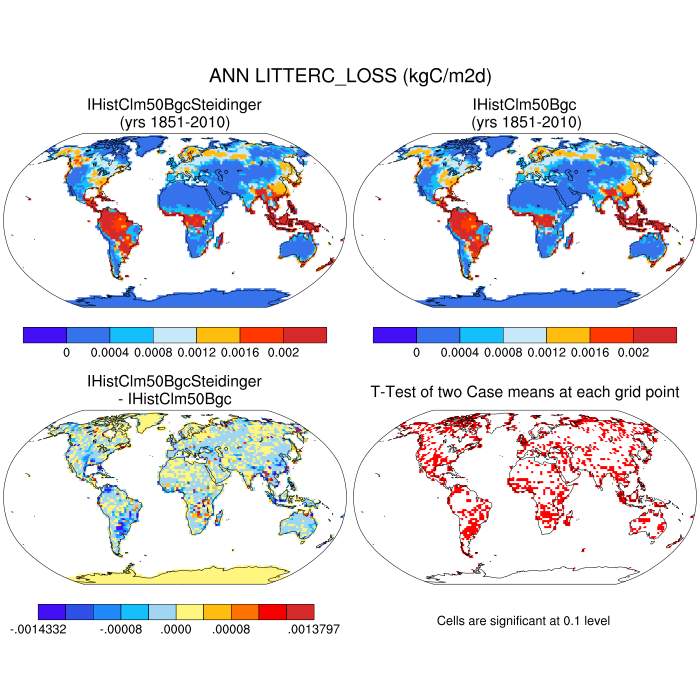 ANN LITTERC_LOSS (kgC/m2d)
IHistClm50BgcSteidinger
(yrs 1851-2010)
IHistClm50Bgc
(yrs 1851-2010)
0 0.0004 0.0008 0.0012 0.0016 0.002
0 0.0004 0.0008 0.0012 0.0016 0.002
IHistClm50BgcSteidinger
- IHistClm50Bgc
T-Test of two Case means at each grid point
-.0014332 -.00008 .0000 .00008 .0013797
Cells are significant at 0.1 level